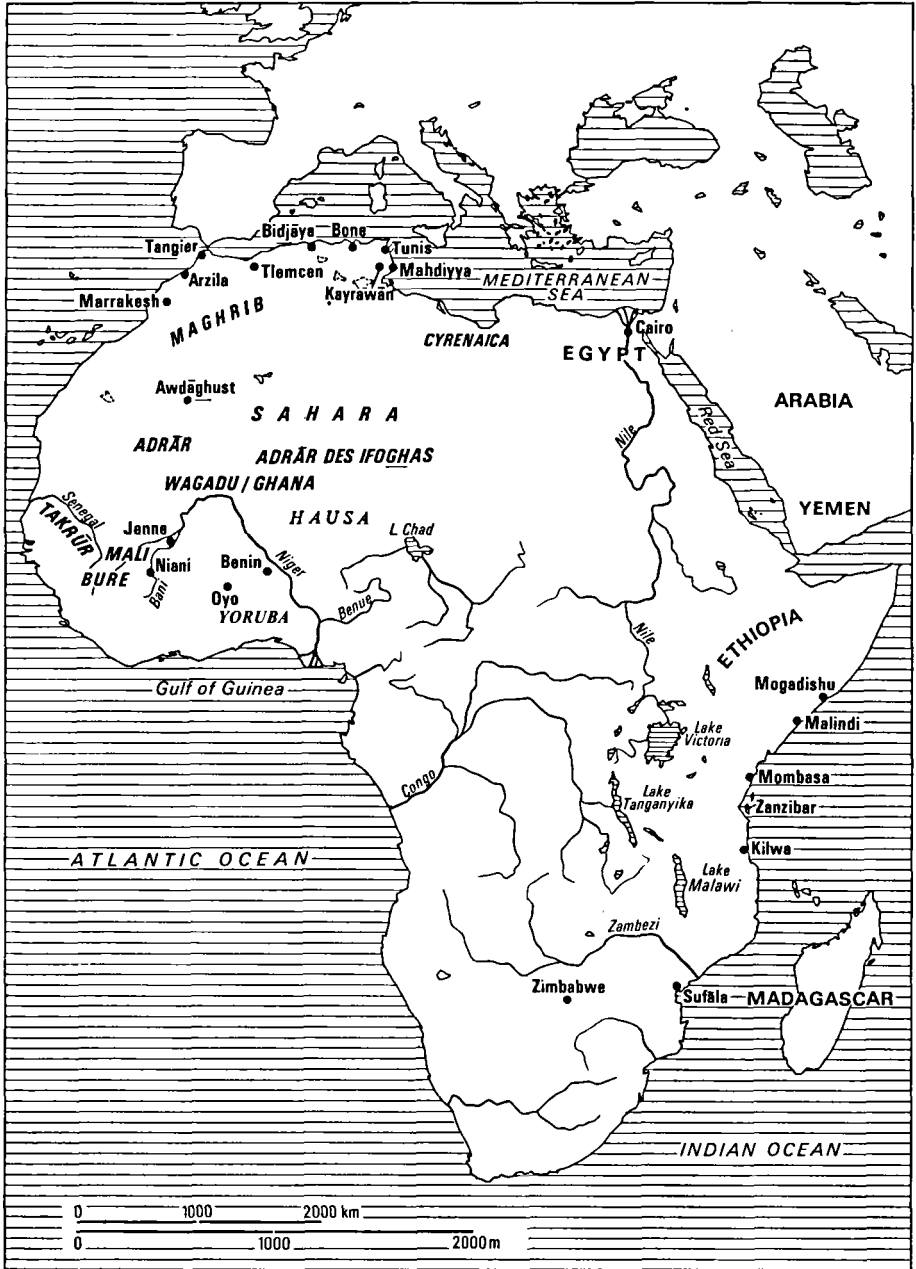 Bidjāya
Bone
Tangier
Tunis
Arzila
Tlemcen
Mahdiyya
Kayrawān
MEDITERRANEAN
SEA
Marrakesh
MAGHRIB
CYRENAICA
Cairo
EGYPT
Awdāghust
SAHARA
ARABIA
Nile
Red Sea
ADRĀR
ADRĀR DES IFOGHAS
WAGADU/GHANA
YEMEN
Senegal
TAKRŪR
HAUSA
L. Chad
Jenne
MALI
Niani
Benin
Niger
BURE
Bani
Oyo
YORUBA
Benue
Nile
ETHIOPIA
Gulf of Guinea
Mogadishu
Malindi
Lake
Victoria
Congo
Mombasa
Lake
Tanganyika
Zanzibar
ATLANTIC OCEAN
Kilwa
Lake
Malawi
Zambezi
Zimbabwe
Sufāla
MADAGASCAR
INDIAN OCEAN
0 1000 2000 km
0 1000 2000 m